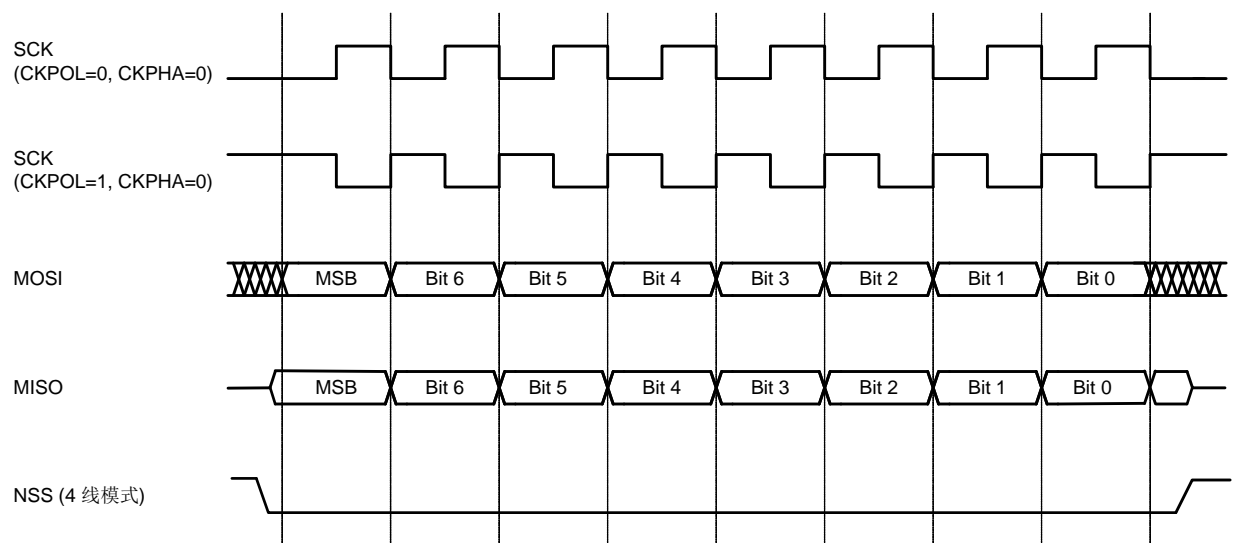 SCK
(CKPOL=0, CKPHA=0)
SCK
(CKPOL=1, CKPHA=0)
MOSI MSB Bit 6 Bit 5 Bit 4 Bit 3 Bit 2 Bit 1 Bit 0
MISO MSB Bit 6 Bit 5 Bit 4 Bit 3 Bit 2 Bit 1 Bit 0
NSS (4 线模式)